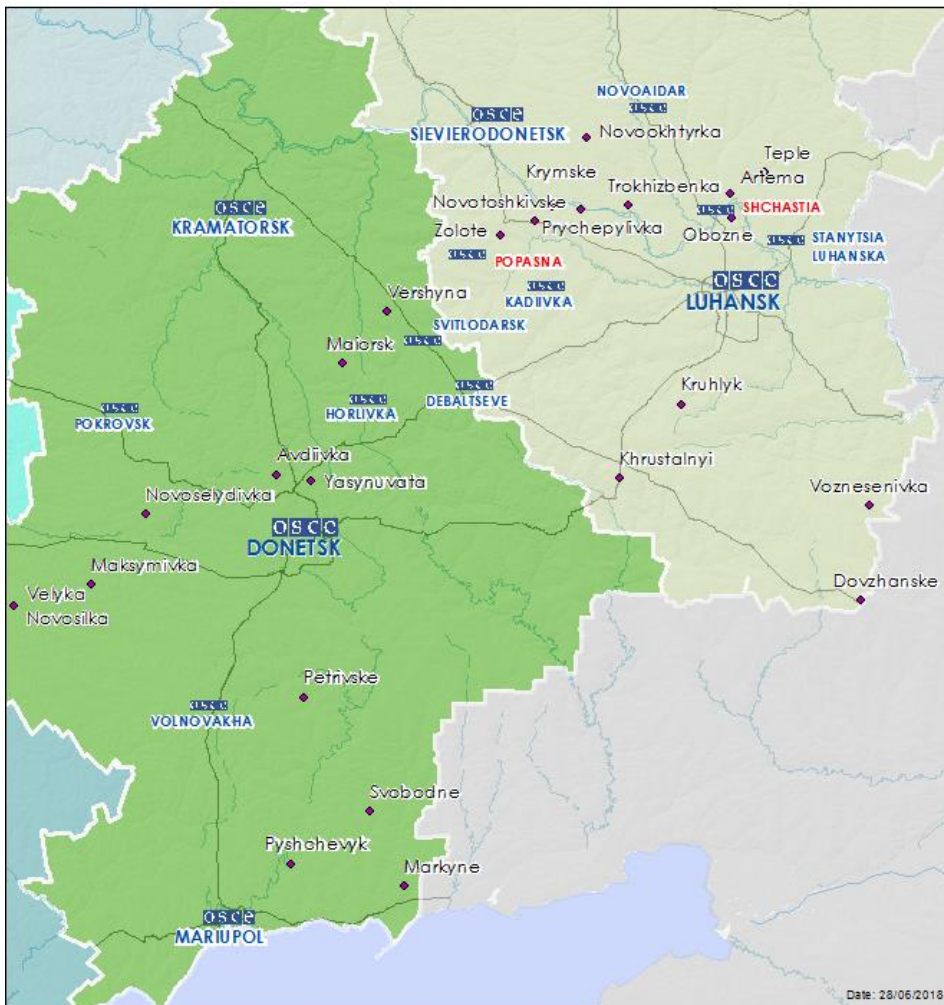 NOVOAIDAR
osce
osce
SIEVIERODONETSK
Novookhtyrka
Teple
Krymske
Artema
Trokhizbenka
osce
KRAMATORSK
Novotoshkivske
osce
SHCHASTIA
Prychepylivka
Obozne
Zolote
osce
STANYTSIA
LUHANSKA
osce
POPASNA
osce
KADIIVKA
osce
LUHANSK
Vershyna
SVITLODARSK
osce
Maiorsk
Kruhlyk
osce
DEBALTSEVE
osce
HORLIVKA
osce
POKROVSK
Avdiivka
Yasynuvata
Khrustalnyi
Voznesenivka
Novoselydivka
osce
DONETSK
Maksymivka
Dovzhanske
Velyka
Novosilka
Petrivske
osce
VOLNOVAKHA
Svobodne
Pyshchevyk
Markyne
osce
MARIUPOL
Date: 28/06/2018